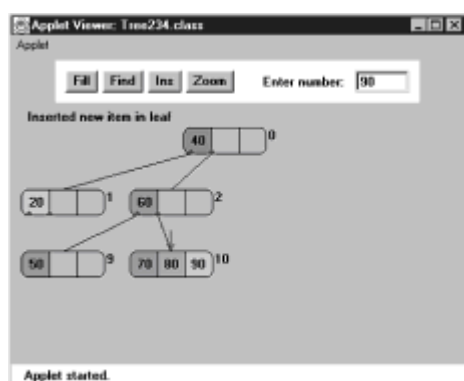 Applet Viewer: Tree234.class
Applet
Fill Find Ins Zoom Enter number: 90
Inserted new item in leaf
40 0
20 1 60 2
50 9 70 80 90 10
Applet started.